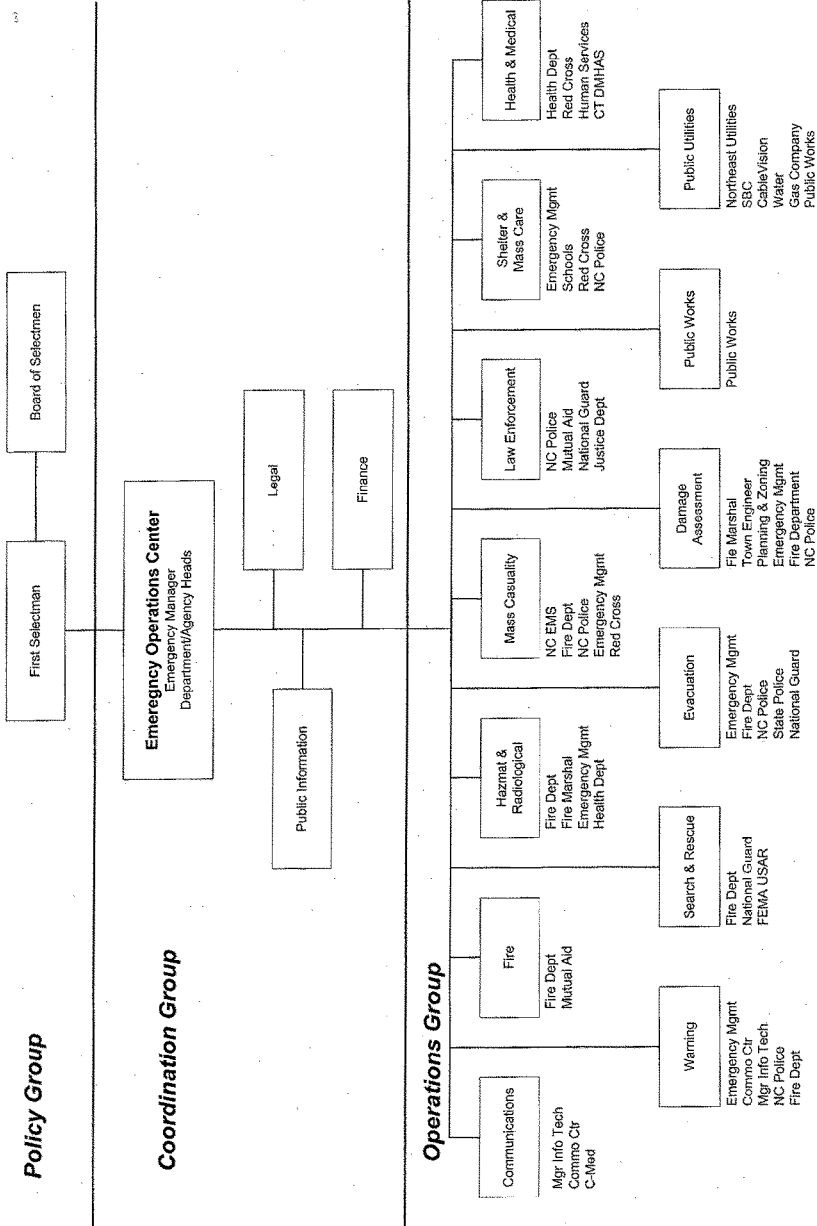 Policy Group
First Selectman
Board of Selectmen
Coordination Group
Emeregncy Operations Center
Emergency Manager
Department/Agency Heads
Public Information
Legal
Finance
Operations Group
Communications
Mgr Info Tech
Commo Ctr
C-Med
Fire
Fire Dept
Mutual Aid
Hazmat &
Radiological
Fire Dept
Fire Marshal
Emergency Mgmt
Health Dept
Mass Casuality
NC EMS
Fire Dept
NC Police
Emergency Mgmt
Red Cross
Law Enforcement
NC Police
Mutual Aid
National Guard
Justice Dept
Shelter &
Mass Care
Emergency Mgmt
Schools
Red Cross
NC Police
Health & Medical
Health Dept
Red Cross
Human Services
CT DMHAS
Warning
Emergency Mgmt
Commo Ctr
Mgr Info Tech
NC Police
Fire Dept
Search & Rescue
Fire Dept
National Guard
FEMA USAR
Evacuation
Emergency Mgmt
Fire Dept
NC Police
State Police
National Guard
Damage
Assessment
Fie Marshal
Town Engineer
Planning & Zoning
Emergency Mgmt
Fire Department
NC Police
Public Works
Public Works
Public Utilities
Northeast Utilities
SBC
CableVision
Water
Gas Company
Public Works